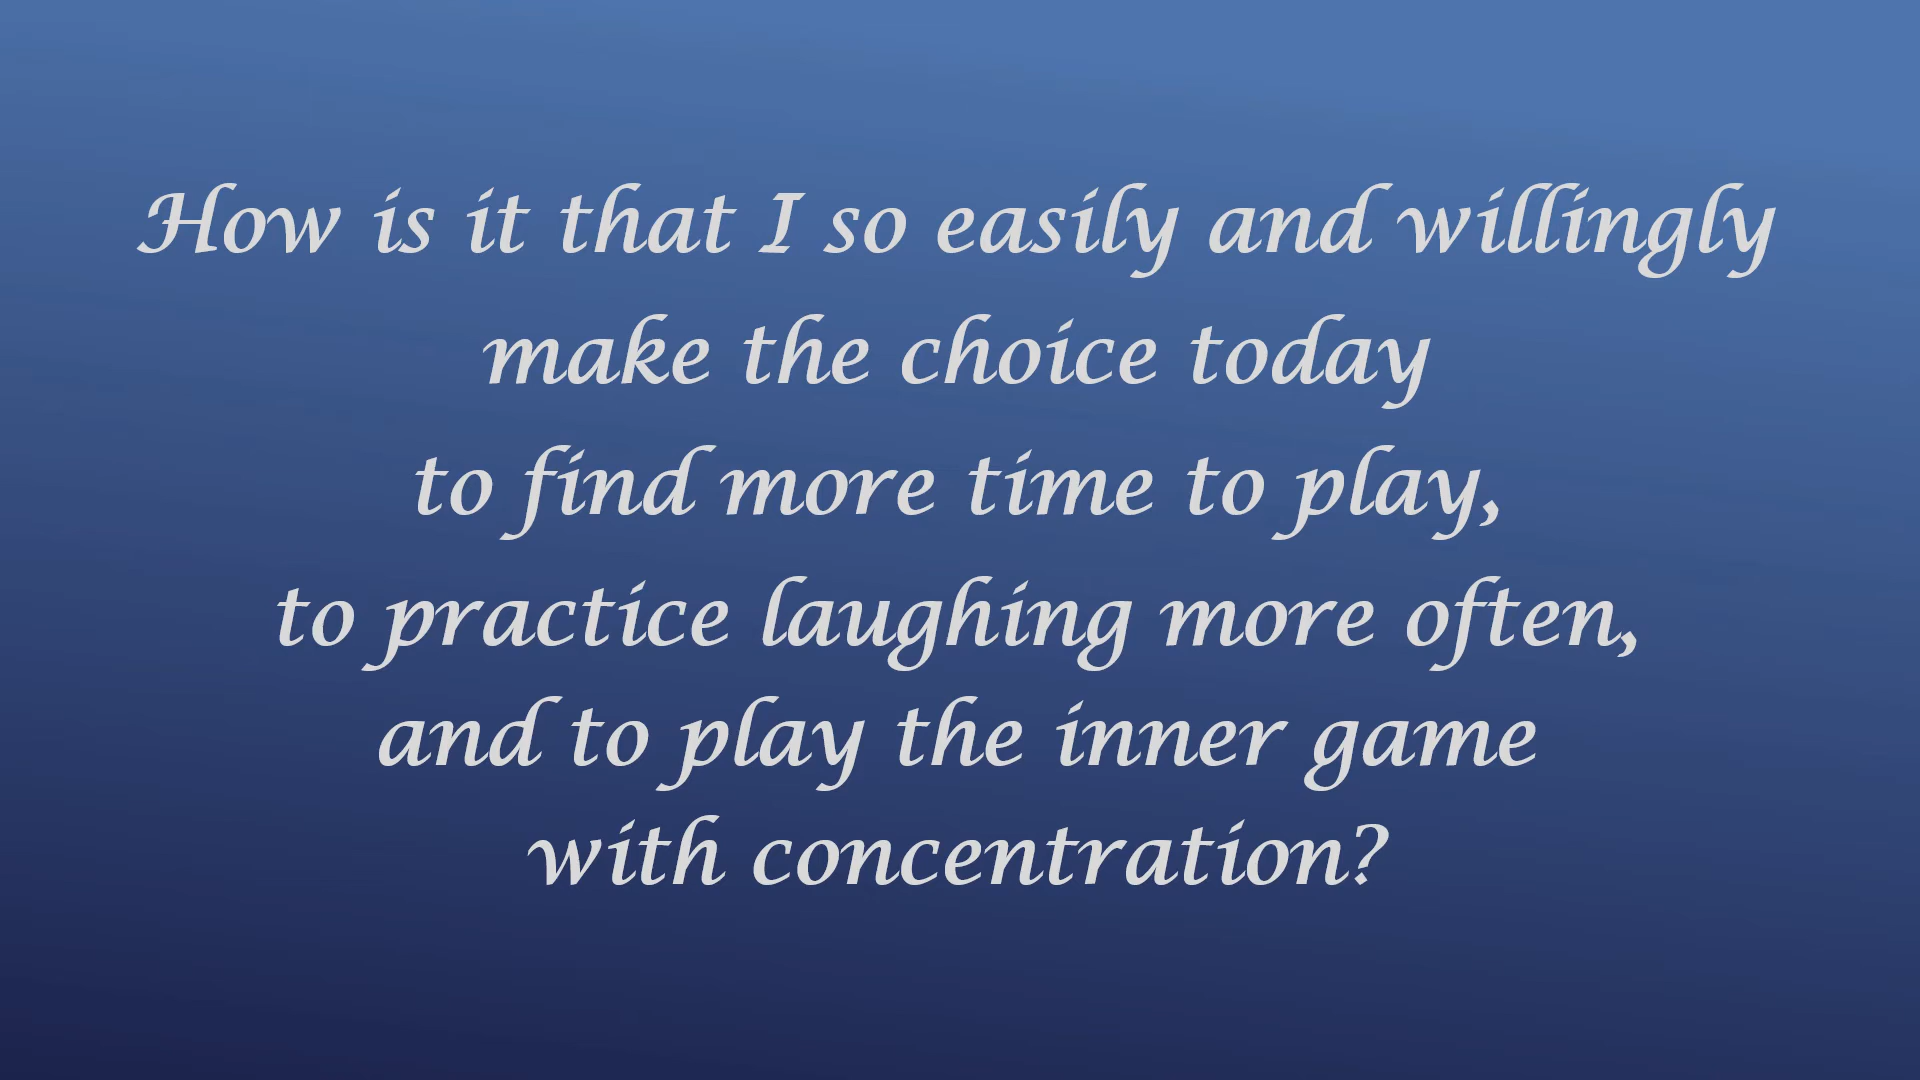 How is it that I so easily and willingly
make the choice today
to find more time to play,
to practice laughing more often,
and to play the inner game
with concentration?